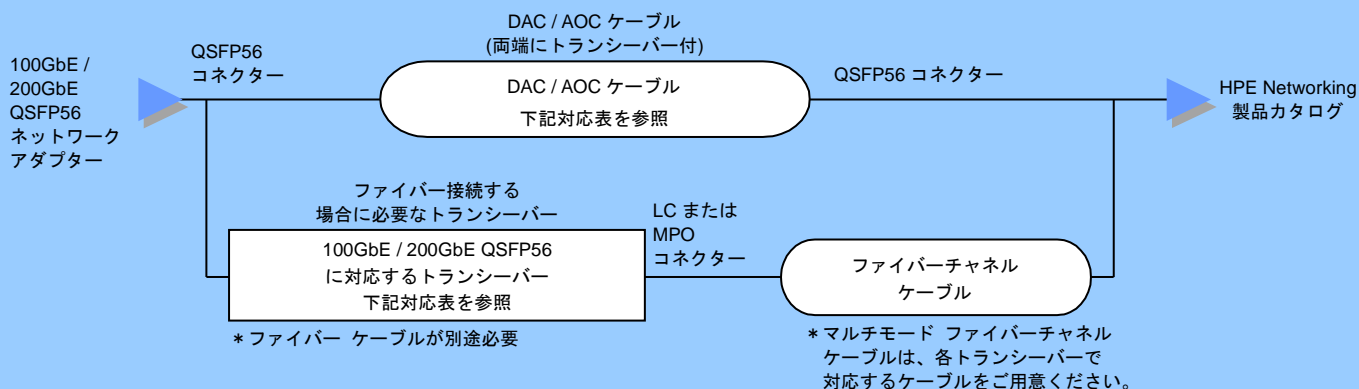 100GbE /
200GbE
QSFP56
ネットワーク
アダプター
QSFP56
コネクター
DAC / AOC ケーブル
(両端にトランシーバー付)
DAC / AOC ケーブル
下記対応表を参照
QSFP56 コネクター
HPE Networking
製品カタログ
ファイバー接続する
場合に必要なトランシーバー
100GbE / 200GbE QSFP56
に対応するトランシーバー
下記対応表を参照
＊ファイバー ケーブルが別途必要
LC または
MPO
コネクター
ファイバーチャネル
ケーブル
＊マルチモード ファイバーチャネル
ケーブルは、各トランシーバーで
対応するケーブルをご用意ください。